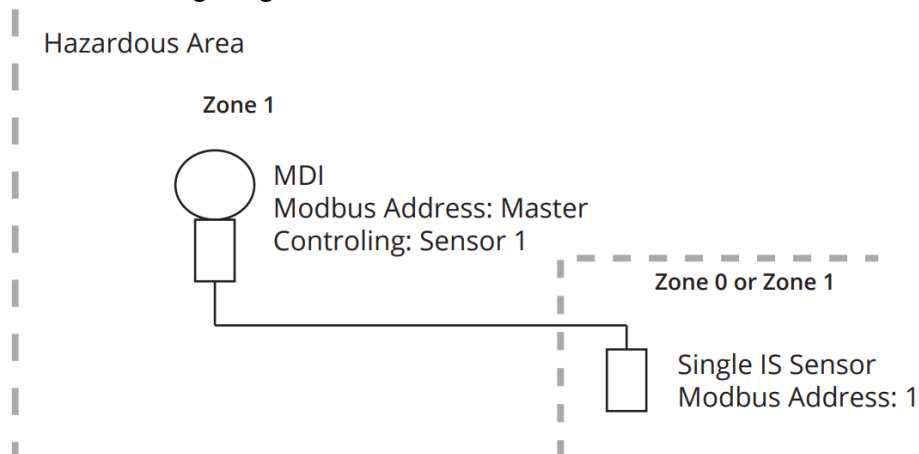 Hazardous Area
Zone 1
MDI
Modbus Address: Master
Controling: Sensor 1
Zone 0 or Zone 1
Single IS Sensor
Modbus Address: 1